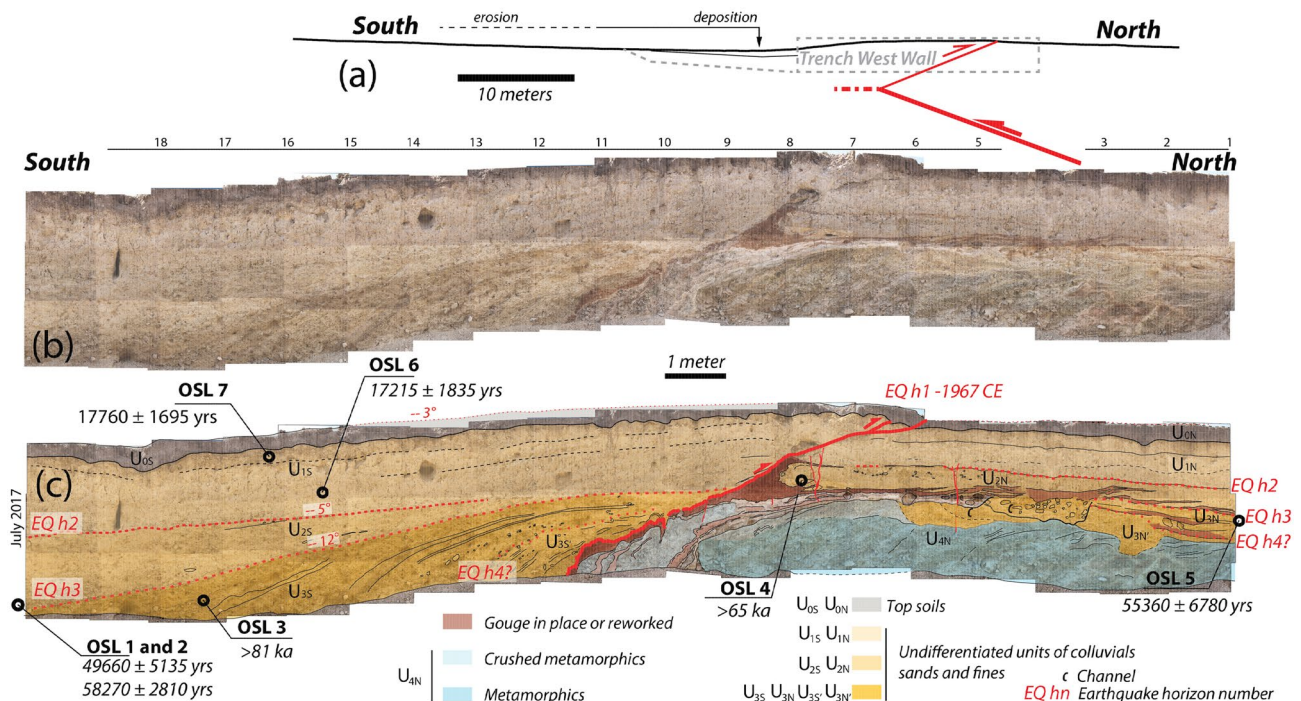 erosion
deposition
South
North
(a)
Trench West Wall
10 meters
18 17 16 15 14 13 12 11 10 9 8 7 6 5 3 2 1
South
North
(b)
1 meter
OSL 6
17215 ± 1835 yrs
OSL 7
17760 ± 1695 yrs
-- 3°
EQ h1 -1967 CE
U0S
U0N
U1S
U1N
(c)
July 2017
EQ h2
-- 5°
U2S
U2N
EQ h2
-- 12°
U3S'
c
c
U3N
EQ h3
U4N
U3N'
EQ h4?
EQ h4?
EQ h3
U3S
OSL 4
>65 ka
OSL 5
55360 ± 6780 yrs
OSL 1 and 2
49660 ± 5135 yrs
58270 ± 2810 yrs
OSL 3
>81 ka
Gouge in place or reworked
U4N
Crushed metamorphics
Metamorphics
U0S U0N Top soils
U1S U1N
U2S U2N
U3S U3N U3S' U3N'
Undifferentiated units of colluvials
sands and fines
c Channel
EQ hn Earthquake horizon number